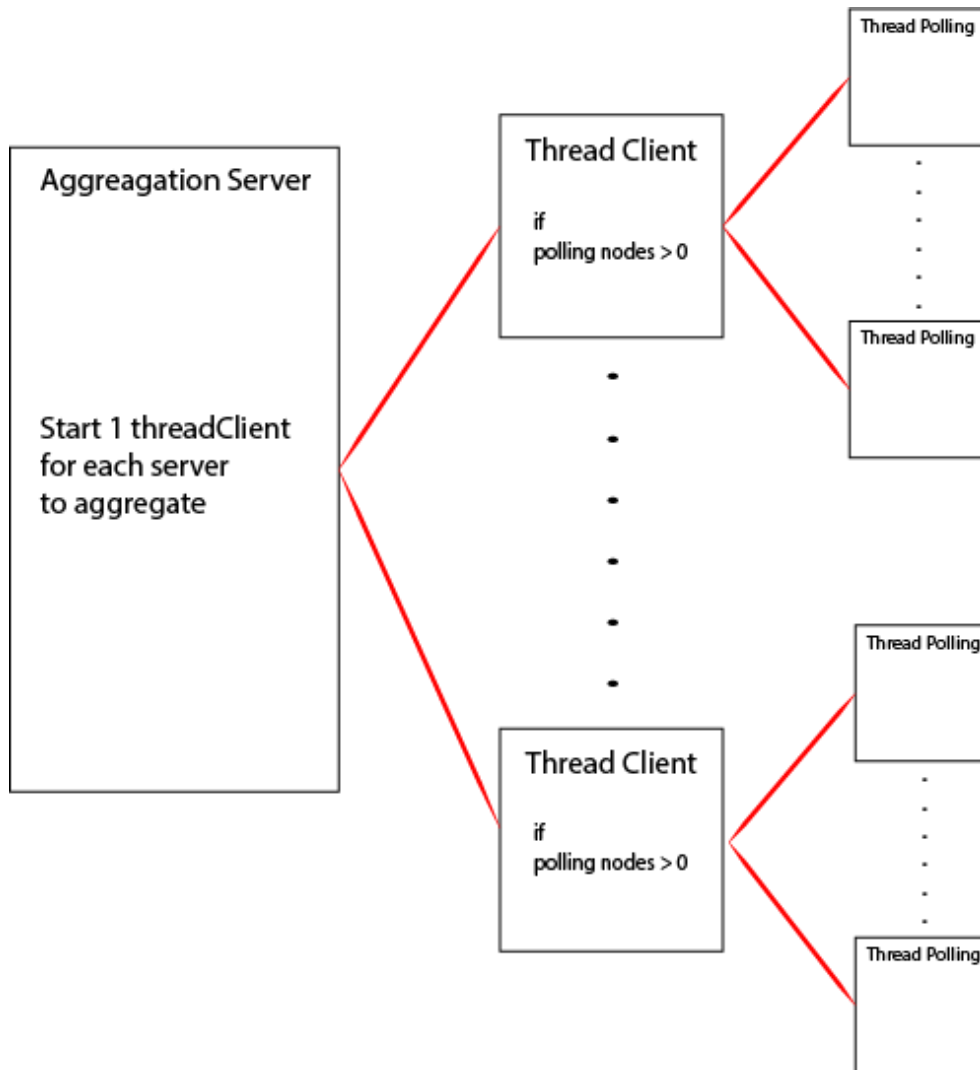 Thread Polling
Thread Client
if
polling nodes > 0
Aggreagation Server
Start 1 threadClient
for each server
to aggregate
Thread Polling
Thread Polling
Thread Client
if
polling nodes > 0
Thread Polling